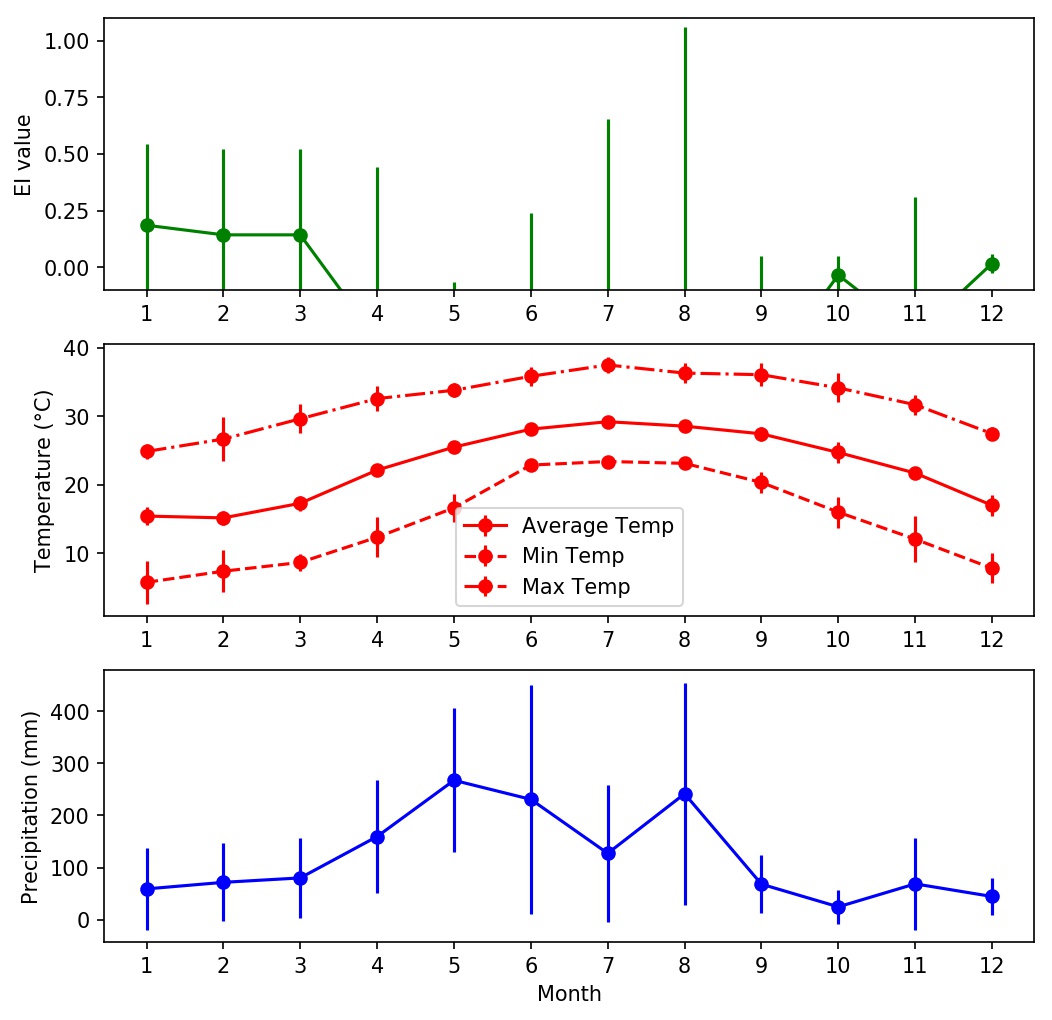 EI value
1.00
0.75
0.50
0.25
0.00
1 2 3 4 5 6 7 8 9 10 11 12
Temperature (°C)
40
30
20
10
Average Temp
Min Temp
Max Temp
1 2 3 4 5 6 7 8 9 10 11 12
Precipitation (mm)
400
300
200
100
0
1 2 3 4 5 6 7 8 9 10 11 12
Month